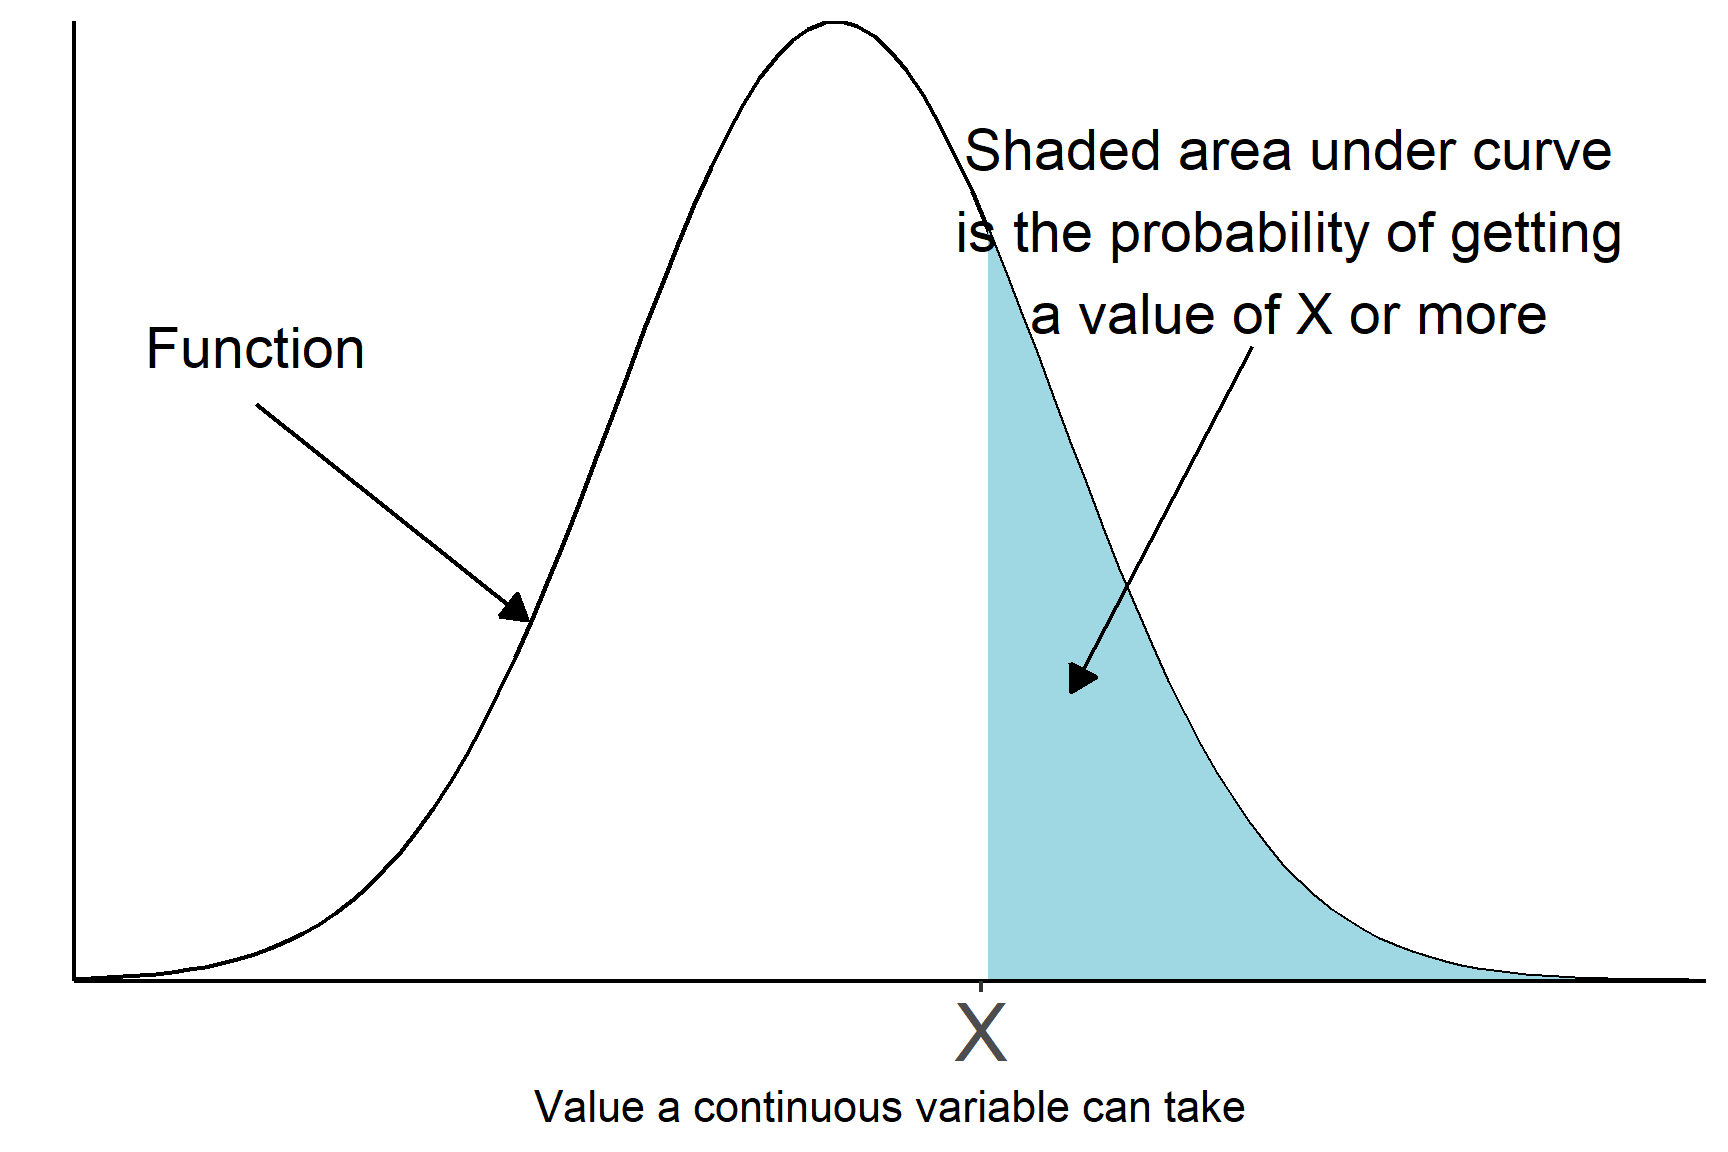 Shaded area under curve
is the probability of getting
a value of X or more
Function
X
Value a continuous variable can take